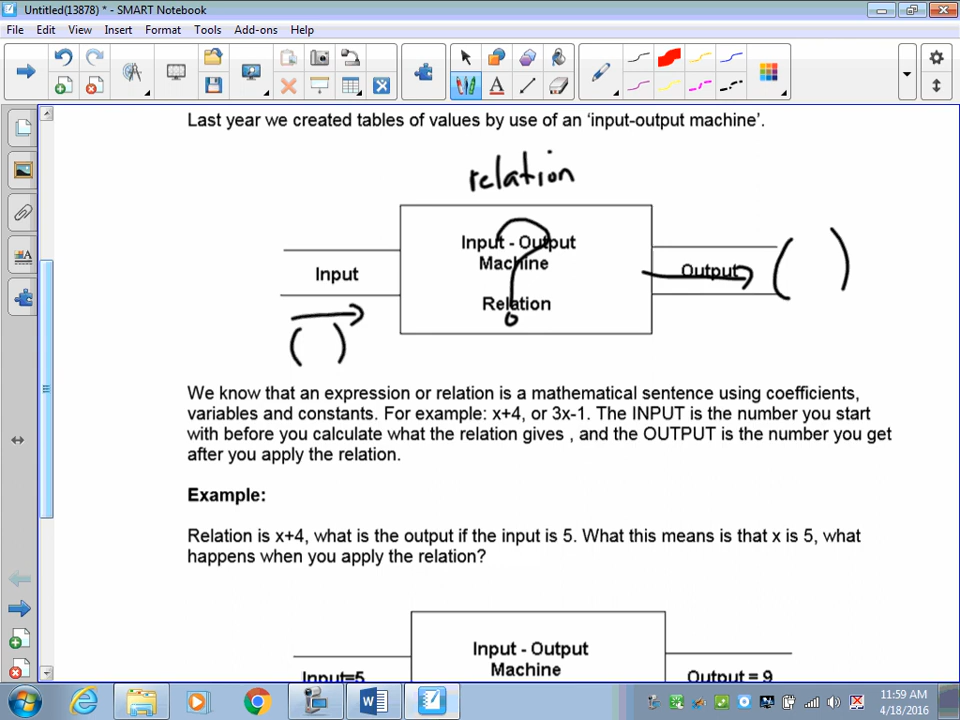 Untitled(13878) * - SMART Notebook
File Edit View Insert Format Tools Add-ons Help
Last year we created tables of values by use of an ‘input-output machine’.
relation
Input - Output
Machine
Input
Output
Relation
We know that an expression or relation is a mathematical sentence using coefficients,
variables and constants. For example: x+4, or 3x-1. The INPUT is the number you start
with before you calculate what the relation gives , and the OUTPUT is the number you get
after you apply the relation.
Example:
Relation is x+4, what is the output if the input is 5. What this means is that x is 5, what
happens when you apply the relation?
Input - Output
Machine
Input=5
Output = 9
11:59 AM
4/18/2016